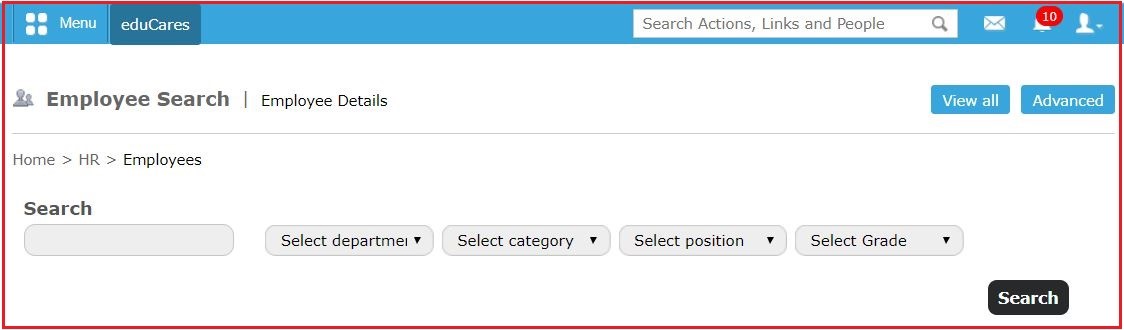 Menu eduCares Search Actions, Links and People 10
Employee Search | Employee Details View all Advanced
Home > HR > Employees
Search
Select departmen Select category Select position Select Grade
Search